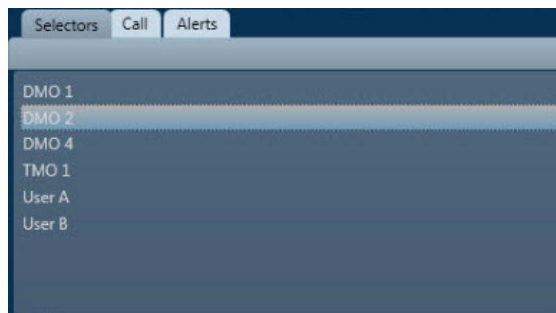 Selectors Call Alerts
DMO 1
DMO 2
DMO 4
TMO 1
User A
User B